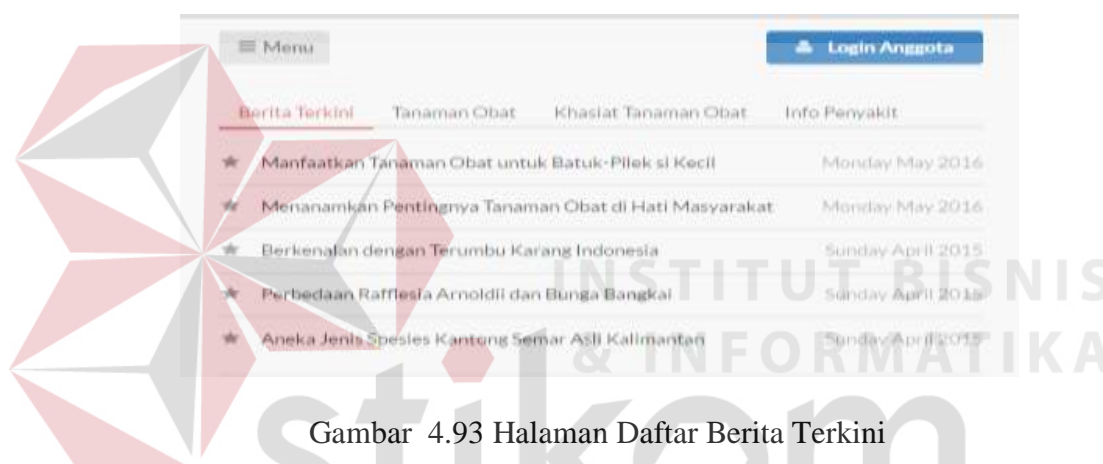 Menu Login Anggota
Berita Terkini Tanaman Obat Khasiat Tanaman Obat Info Penyakit
Manfaatkan Tanaman Obat untuk Batuk-Pilek si Kecil Monday May 2016
Menanamkan Pentingnya Tanaman Obat di Hati Masyarakat Monday May 2016
Berkenalan dengan Terumbu Karang Indonesia Sunday April 2015
INSTITUT BISNIS
Perbedaan Rafflesia Arnoldii dan Bunga Bangkai Sunday April 2015
Aneka Jenis Spesies Kantong Semar Asli Kalimantan Sunday April 2015
& INFORMATIKA
stikom
Gambar 4.93 Halaman Daftar Berita Terkini